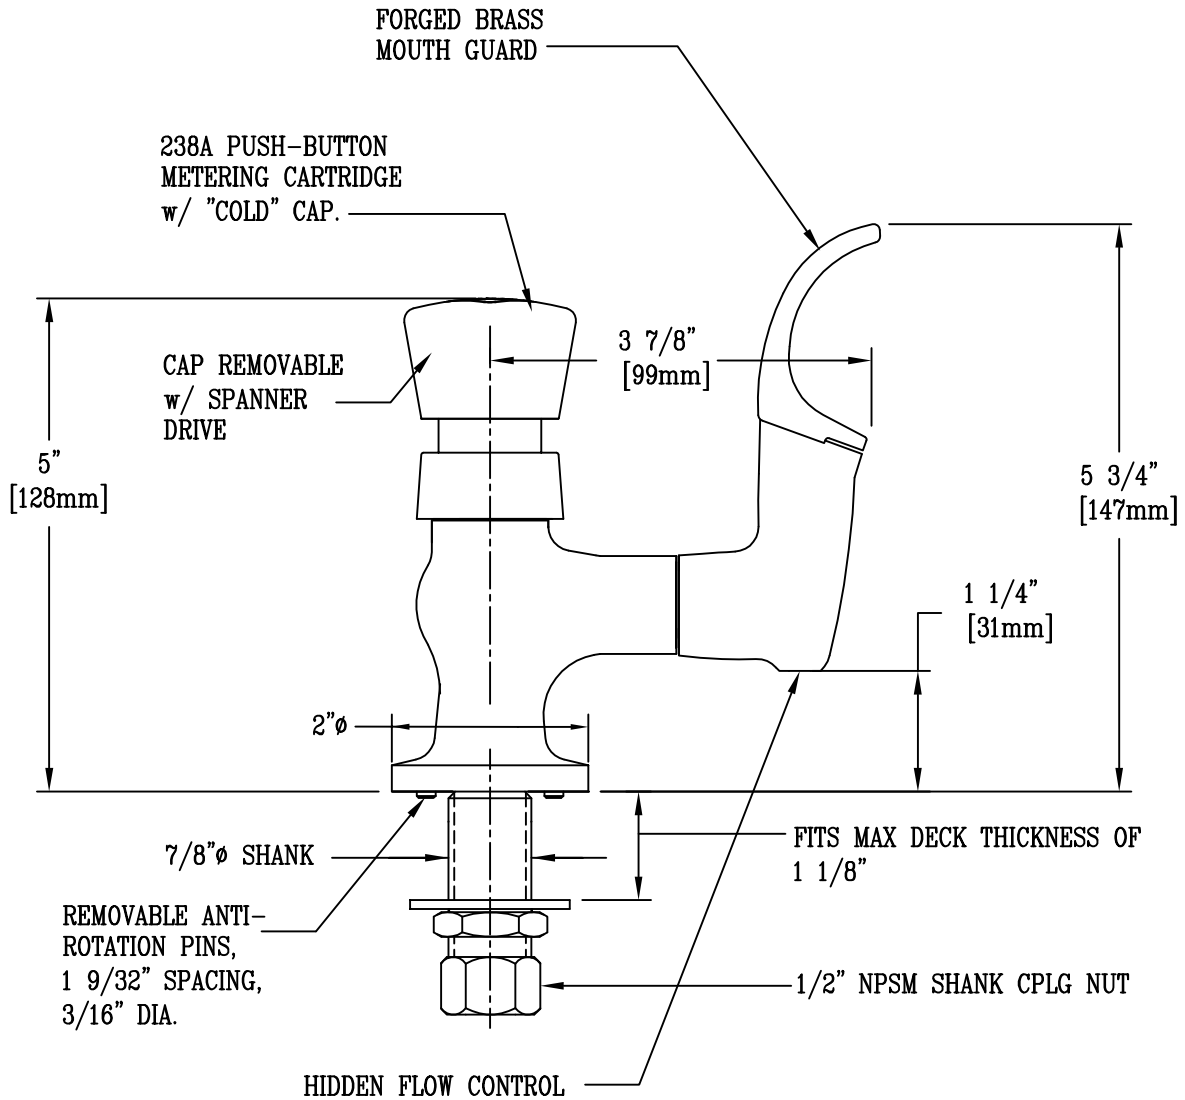 FORGED BRASS
MOUTH GUARD
238A PUSH-BUTTON
METERING CARTRIDGE
w/ "COLD" CAP.
3 7/8"
[99mm]
CAP REMOVABLE
w/ SPANNER
DRIVE
5"
[128mm]
5 3/4"
[147mm]
1 1/4"
[31mm]
2"ø
FITS MAX DECK THICKNESS OF
1 1/8"
7/8"ø SHANK
REMOVABLE ANTI-
ROTATION PINS,
1 9/32" SPACING,
3/16" DIA.
1/2" NPSM SHANK CPLG NUT
HIDDEN FLOW CONTROL